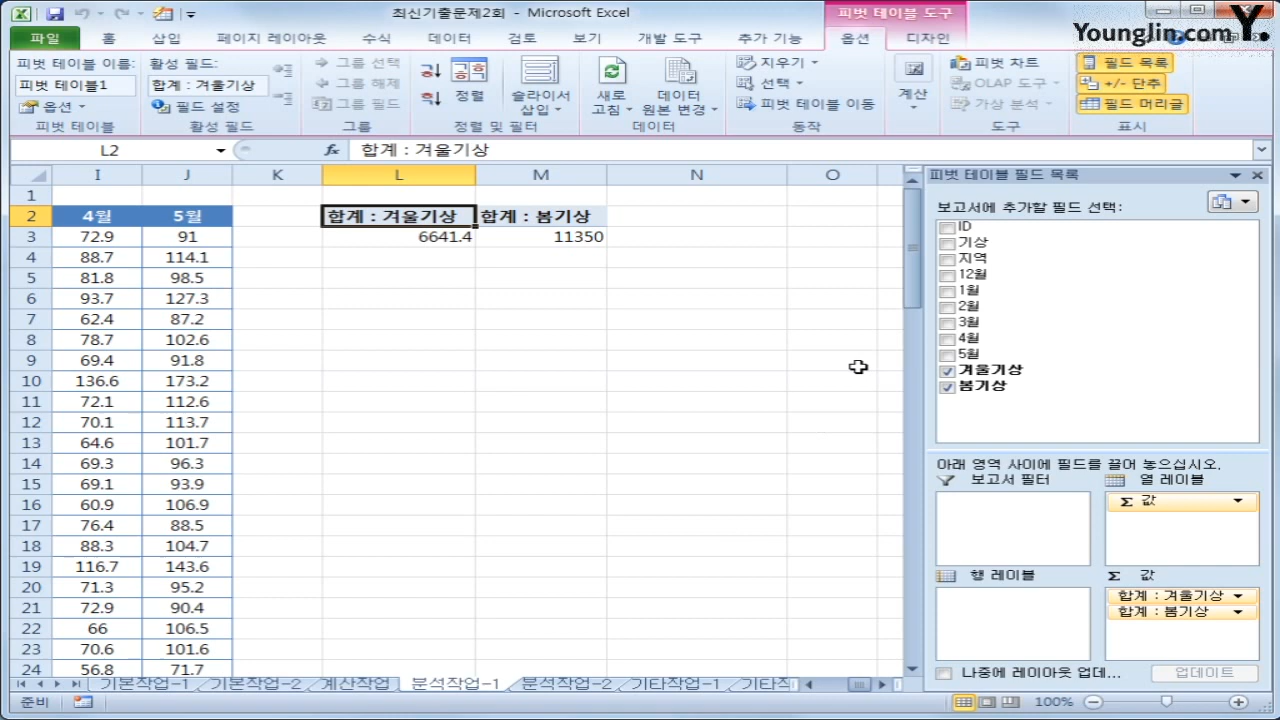 최신기출문제2회 - Microsoft Excel
피벗 테이블 도구
YoungJin.com Y.
파일 홈 삽입 페이지 레이아웃 수식 데이터 검토 보기 개발 도구 추가 기능 옵션 디자인
피벗 테이블 이름:
피벗 테이블1
옵션
피벗 테이블
활성 필드:
합계 : 겨울기상
필드 설정
활성 필드
그룹 선택
그룹 해제
그룹 필드
그룹
정렬
슬라이서 삽입
정렬 및 필터
새로 고침
데이터 원본 변경
데이터
지우기
선택
피벗 테이블 이동
동작
계산
피벗 차트
OLAP 도구
가상 분석
도구
필드 목록
+/- 단추
필드 머리글
표시
L2 fx 합계 : 겨울기상
I J K L M N O
1
2 4월 5월 합계 : 겨울기상 합계 : 봄기상
3 72.9 91 6641.4 11350
4 88.7 114.1
5 81.8 98.5
6 93.7 127.3
7 62.4 87.2
8 78.7 102.6
9 69.4 91.8
10 136.6 173.2
11 72.1 112.6
12 70.1 113.7
13 64.6 101.7
14 69.3 96.3
15 69.1 93.9
16 60.9 106.9
17 76.4 88.5
18 88.3 104.7
19 116.7 143.6
20 71.3 95.2
21 72.9 90.4
22 66 106.5
23 70.6 101.6
24 56.8 71.7
피벗 테이블 필드 목록
보고서에 추가할 필드 선택:
ID
기상
지역
12월
1월
2월
3월
4월
5월
겨울기상
봄기상
아래 영역 사이에 필드를 끌어 놓으십시오.
보고서 필터 열 레이블
Σ 값
행 레이블 Σ 값
합계 : 겨울기상
합계 : 봄기상
나중에 레이아웃 업데... 업데이트
기본작업-1 기본작업-2 계산작업 분석작업-1 분석작업-2 기타작업-1 기타작
준비 100%